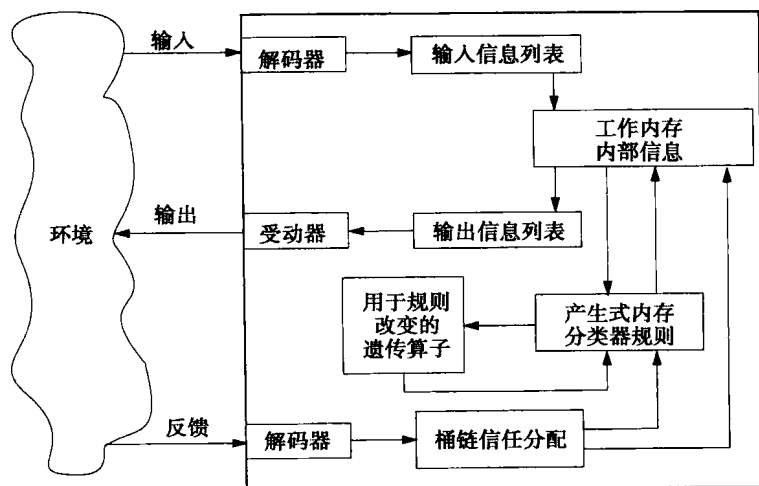 输入
解码器
输入信息列表
工作内存
内部信息
环境
输出
受动器
输出信息列表
用于规则
改变的
遗传算子
产生式内存
分类器规则
反馈
解码器
桶链信任分配